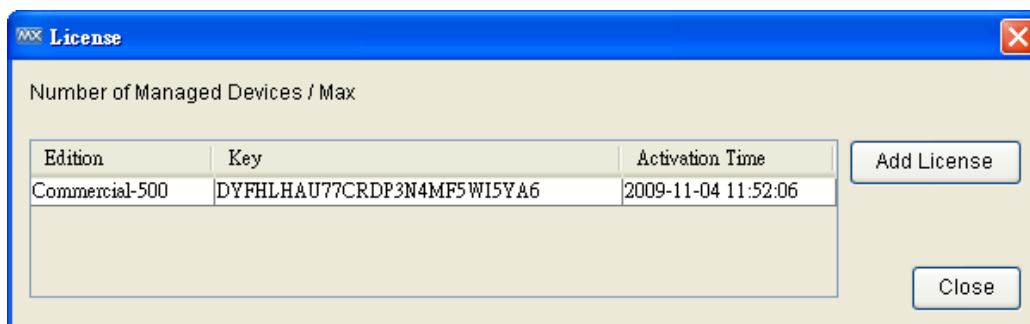 MX License
Number of Managed Devices / Max
Edition Key Activation Time
Commercial-500 DYFHLHAU77CRDP3N4MF5WI5YA6 2009-11-04 11:52:06
Add License
Close